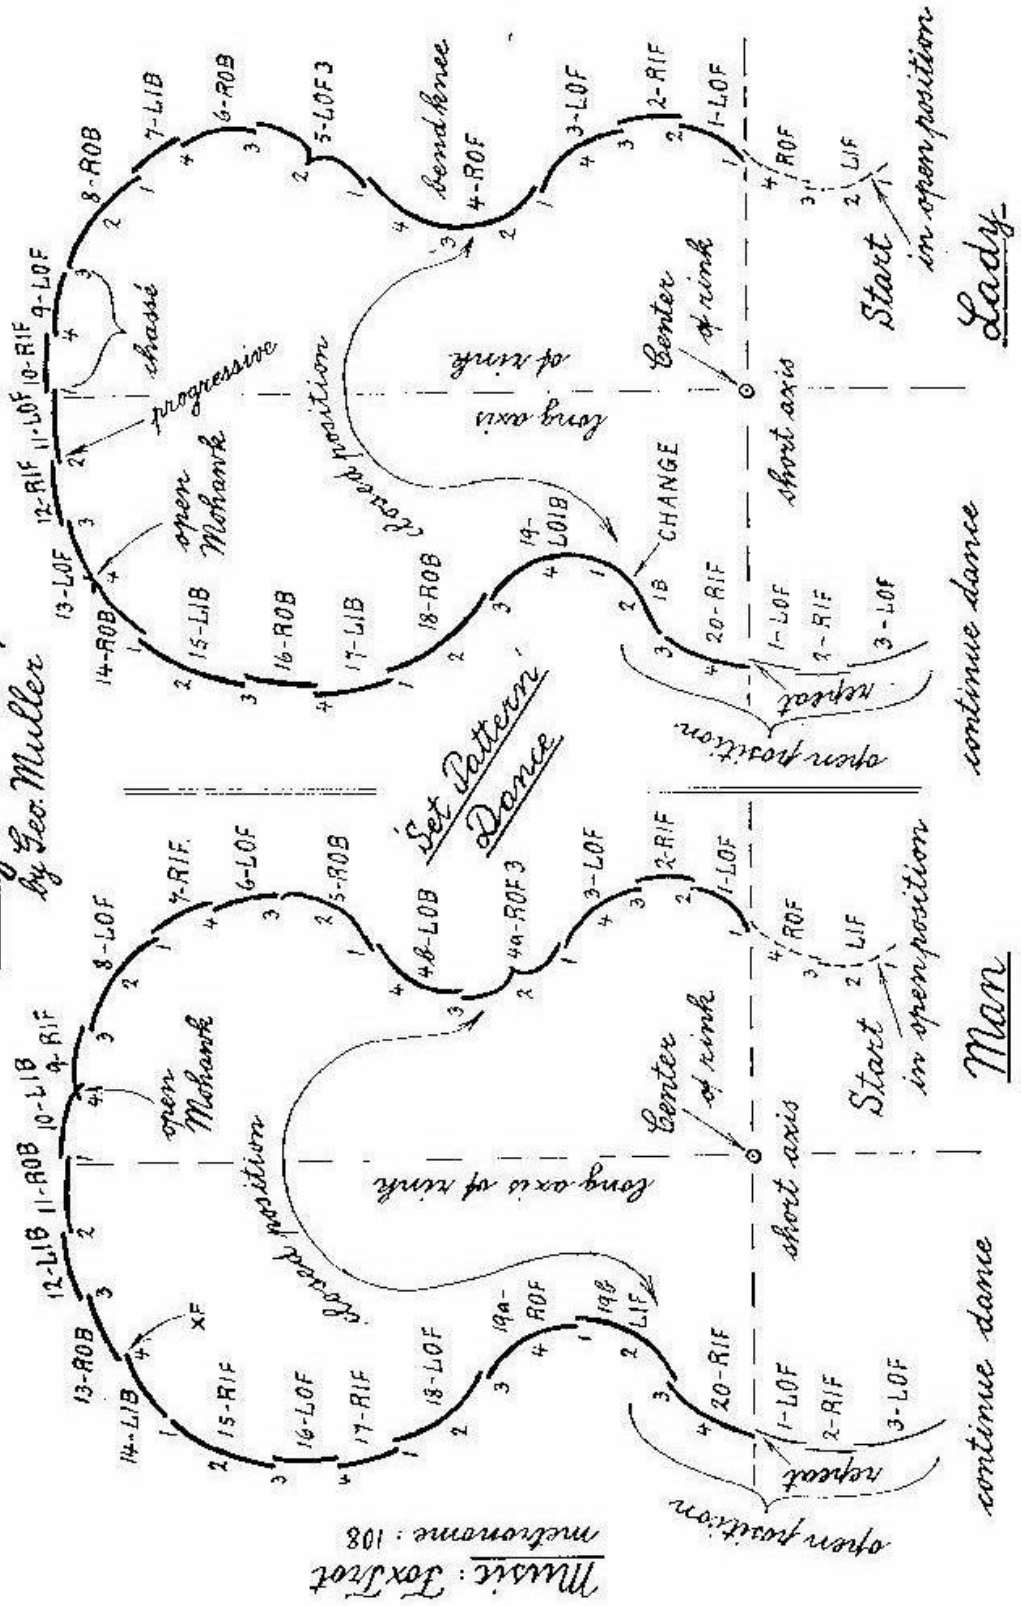 by Geo. Muller
Music: Fox Trot
metronome: 108
Set Pattern
Dance
Man
Start
in open position
LIF
ROF
1-LOF
2-RIF
3-LOF
4a-ROF3
4b-LOB
5-ROB
6-LOF
7-RIF
8-LOF
9-RIF
open
Mohawk
10-LIB
11-ROB
12-LIB
13-ROB
14-LIB
XF
15-RIF
16-LOF
17-RIF
18-LOF
19a-
ROF
19b
LIF
20-RIF
1-LOF
2-RIF
3-LOF
repeat
open position
closed position
long axis of rink
Center
of rink
short axis
continue dance
Lady
Start
in open position
LIF
ROF
1-LOF
2-RIF
3-LOF
4-ROF
bend knee
5-LOF3
6-ROB
7-LIB
8-ROB
9-LOF
10-RIF
chassé
11-LOF
progressive
12-RIF
13-LOF
open
Mohawk
14-ROB
15-LIB
16-ROB
17-LIB
18-ROB
19-
LOIB
CHANGE
IB
20-RIF
1-LOF
2-RIF
3-LOF
repeat
open position
closed position
long axis
of rink
Center
of rink
short axis
continue dance